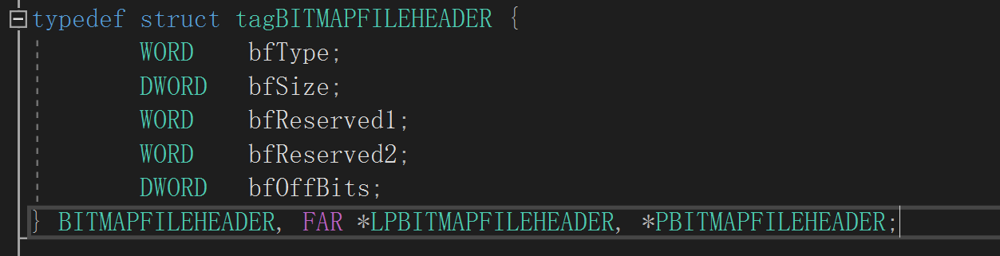 typedef struct tagBITMAPFILEHEADER {
        WORD    bfType;
        DWORD   bfSize;
        WORD    bfReserved1;
        WORD    bfReserved2;
        DWORD   bfOffBits;
} BITMAPFILEHEADER, FAR *LPBITMAPFILEHEADER, *PBITMAPFILEHEADER;